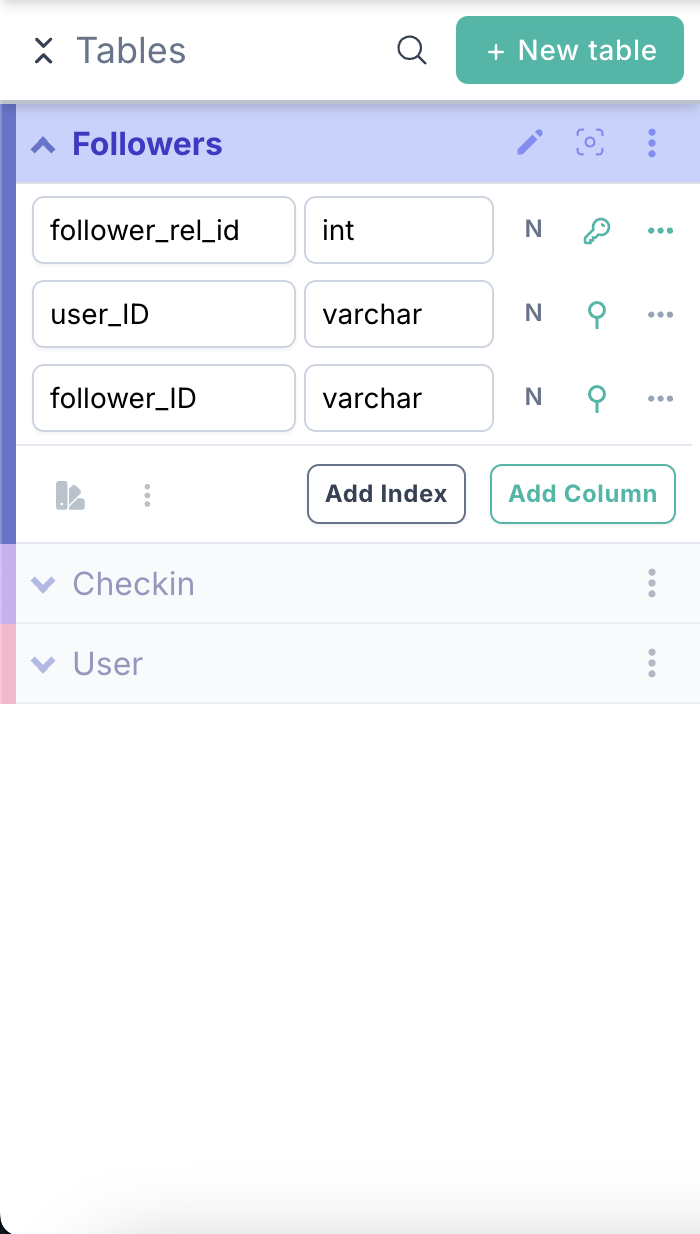 Tables
+ New table
Followers
follower_rel_id int N
user_ID varchar N
follower_ID varchar N
Add Index Add Column
Checkin
User